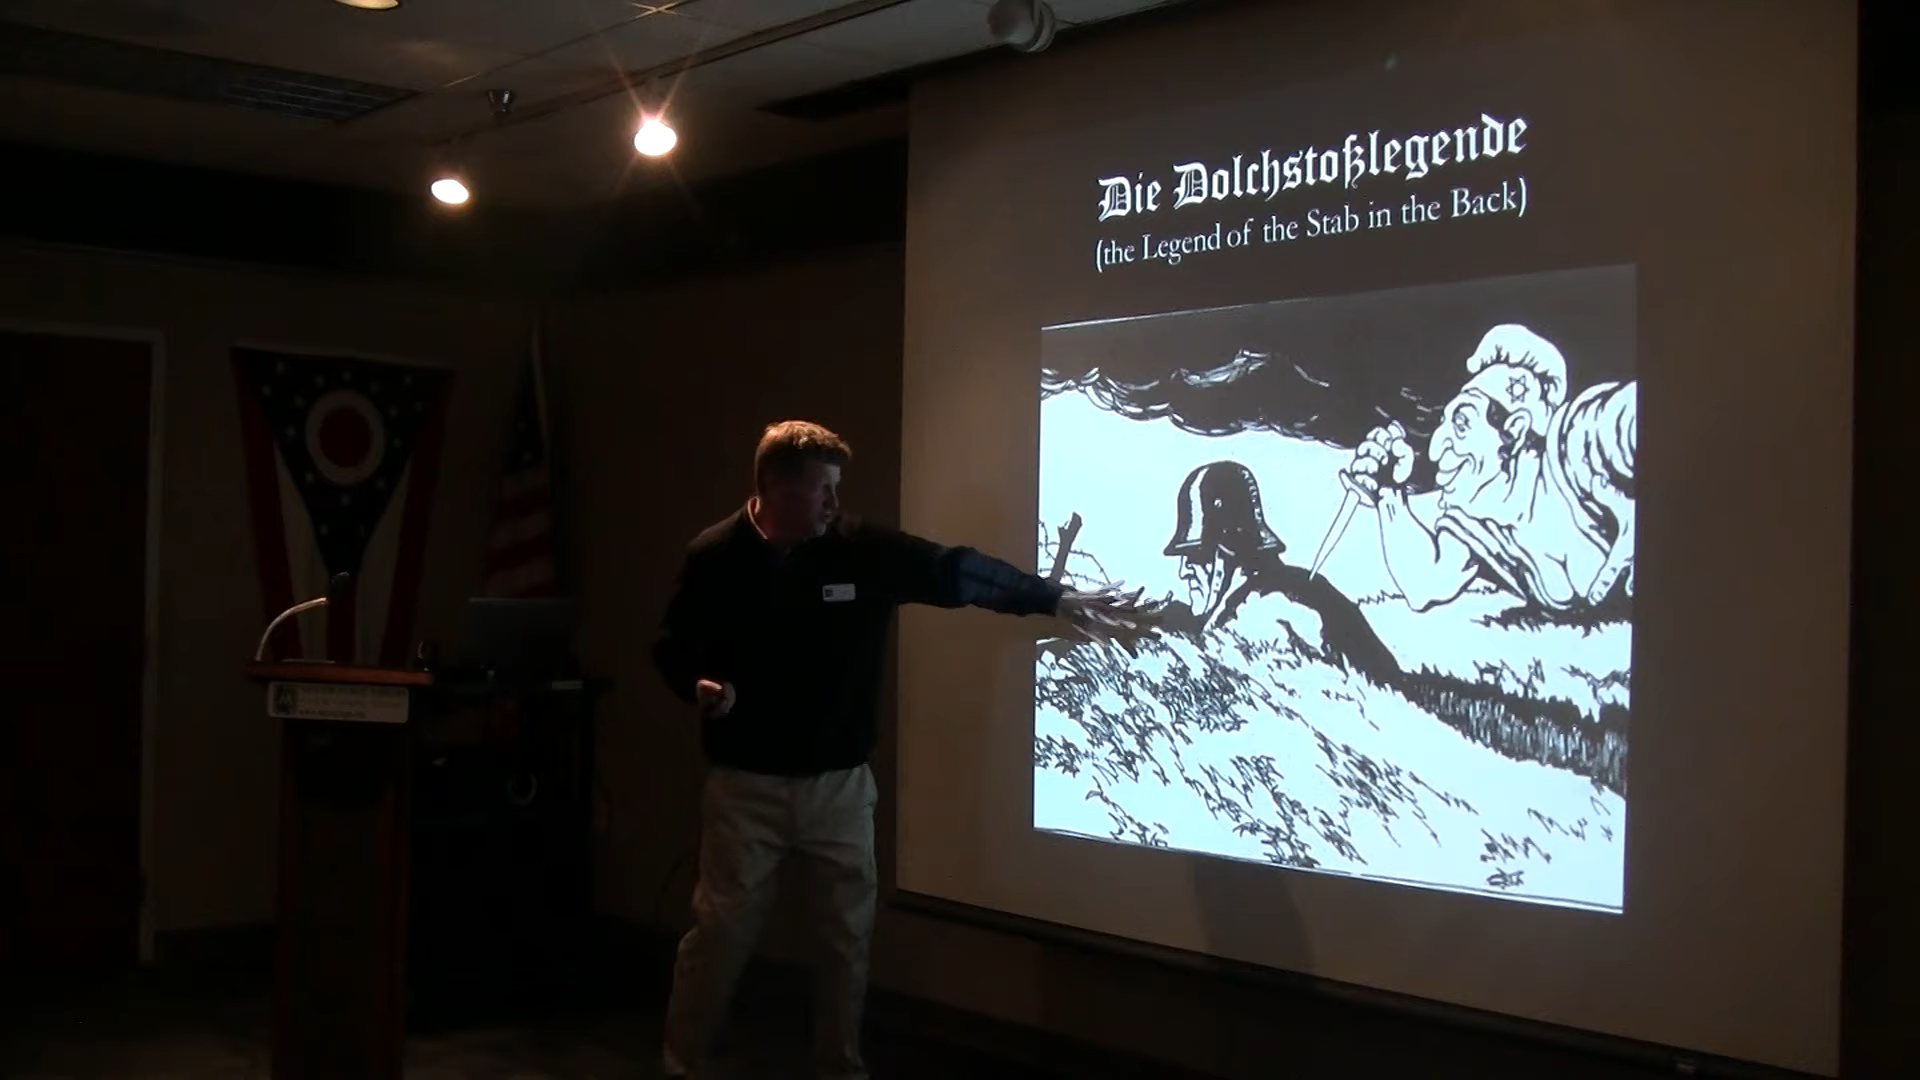 Die Dolchstoßlegende
(the Legend of the Stab in the Back)